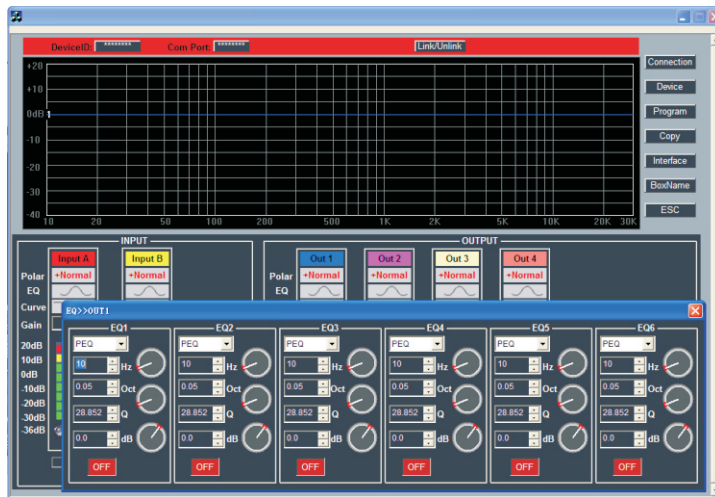 DeviceID: ******** Com Port: ******** Link/Unlink
+20
+10
0dB 1
-10
-20
-30
-40
10 20 50 100 200 500 1K 2K 5K 10K 20K 30K
Connection
Device
Program
Copy
Interface
BoxName
ESC
INPUT OUTPUT
Input A Input B Out 1 Out 2 Out 3 Out 4
Polar +Normal +Normal Polar +Normal +Normal +Normal +Normal
EQ EQ
Curve
Gain
20dB
10dB
0dB
-10dB
-20dB
-30dB
-36dB
EQ>>OUT1
EQ1 EQ2 EQ3 EQ4 EQ5 EQ6
PEQ PEQ PEQ PEQ PEQ PEQ
10 Hz 10 Hz 10 Hz 10 Hz 10 Hz 10 Hz
0.05 Oct 0.05 Oct 0.05 Oct 0.05 Oct 0.05 Oct 0.05 Oct
28.852 Q 28.852 Q 28.852 Q 28.852 Q 28.852 Q 28.852 Q
0.0 dB 0.0 dB 0.0 dB 0.0 dB 0.0 dB 0.0 dB
OFF OFF OFF OFF OFF OFF